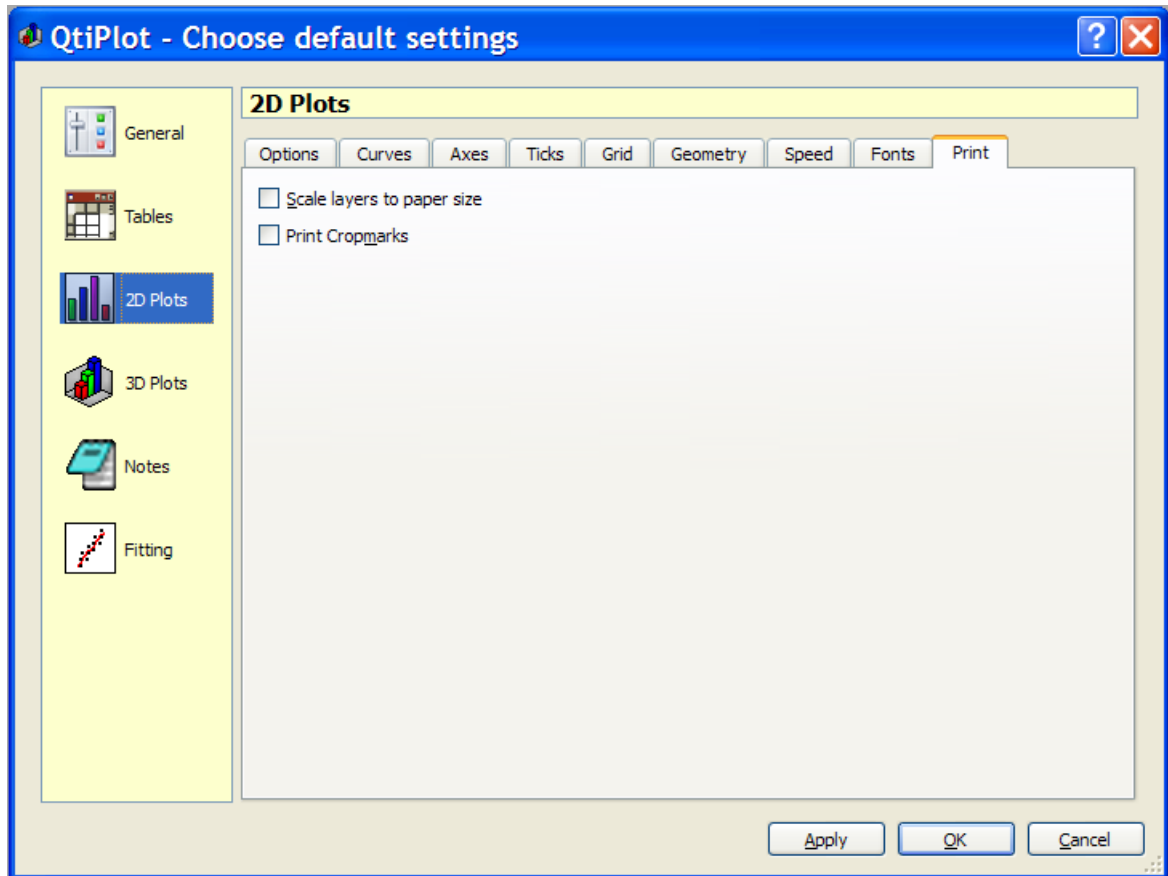 QtiPlot - Choose default settings
?
General
Tables
2D Plots
3D Plots
Notes
Fitting
2D Plots
Options Curves Axes Ticks Grid Geometry Speed Fonts Print
Scale layers to paper size
Print Cropmarks
Apply OK Cancel